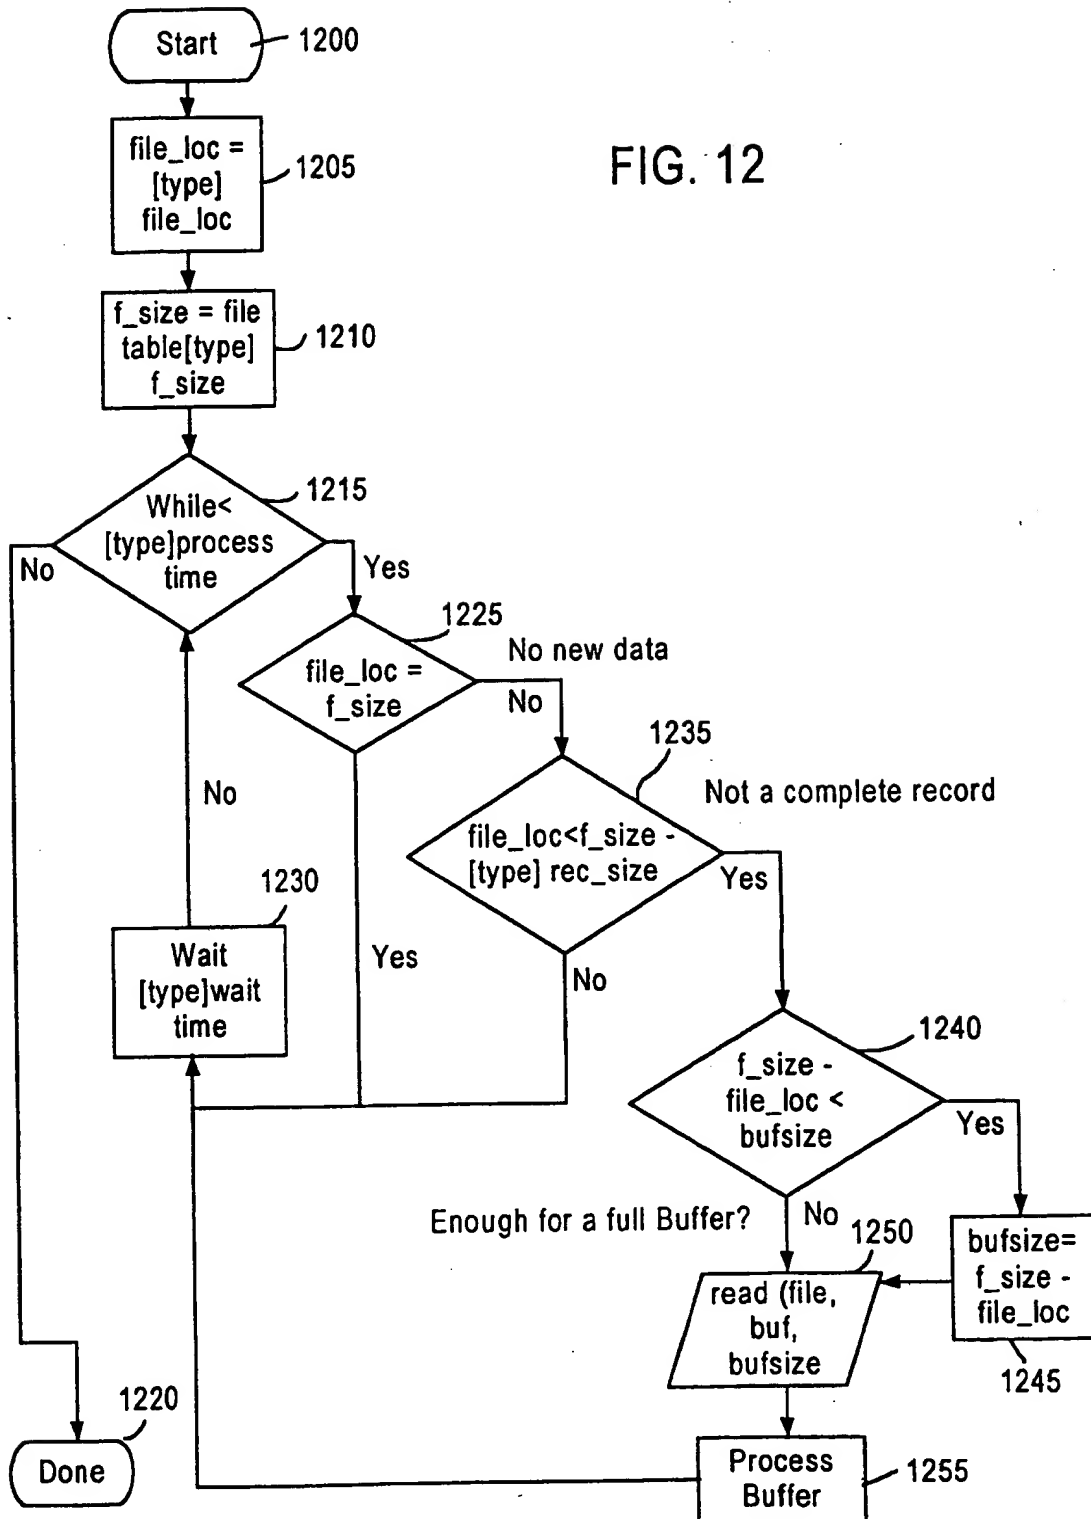 Start
1200
file_loc =
[type]
file_loc
1205
FIG. 12
f_size = file
table[type]
f_size
1210
While<
[type]process
time
1215
No
Yes
file_loc =
f_size
1225
No new data
No
file_loc<f_size -
[type] rec_size
1235
Not a complete record
Yes
No
Wait
[type]wait
time
1230
Yes
No
f_size -
file_loc <
bufsize
1240
Yes
Enough for a full Buffer?
No
bufsize=
f_size -
file_loc
1245
read (file,
buf,
bufsize
1250
Process
Buffer
1255
Done
1220